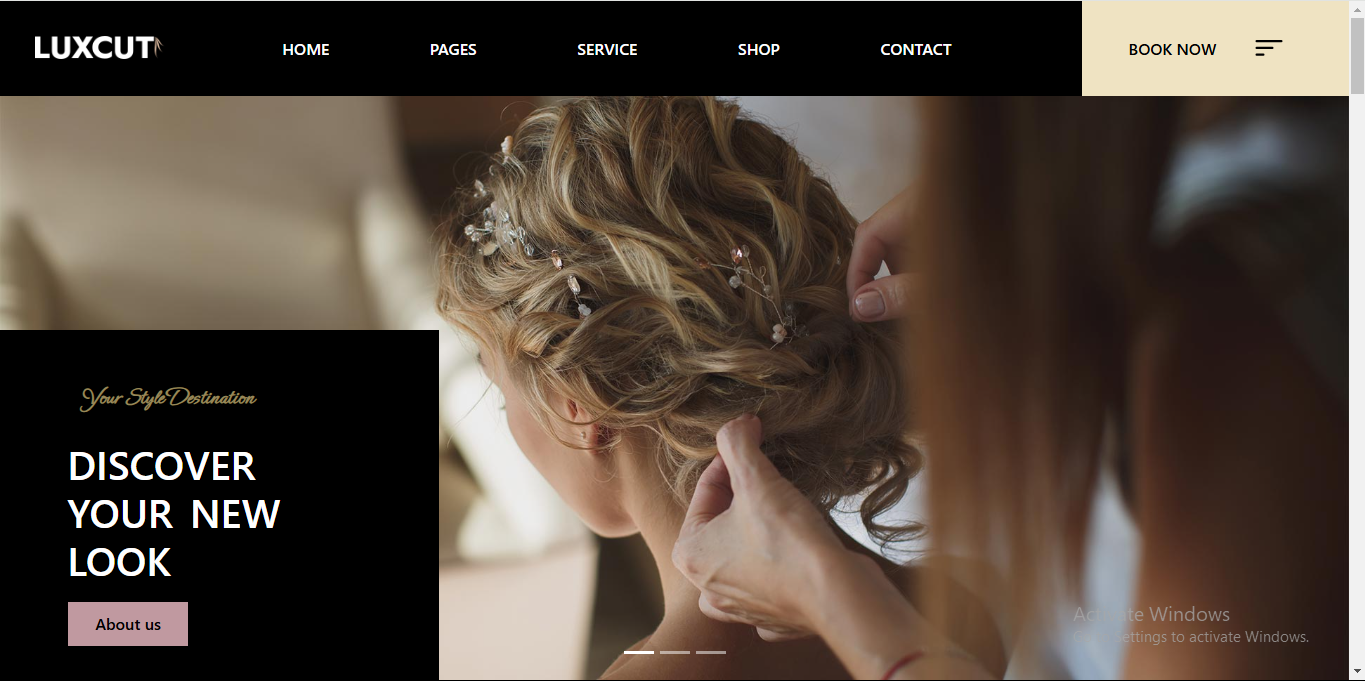 LUXCUT
HOME PAGES SERVICE SHOP CONTACT
BOOK NOW
Your Style Destination
DISCOVER
YOUR NEW
LOOK
About us
Activate Windows
Go to Settings to activate Windows.